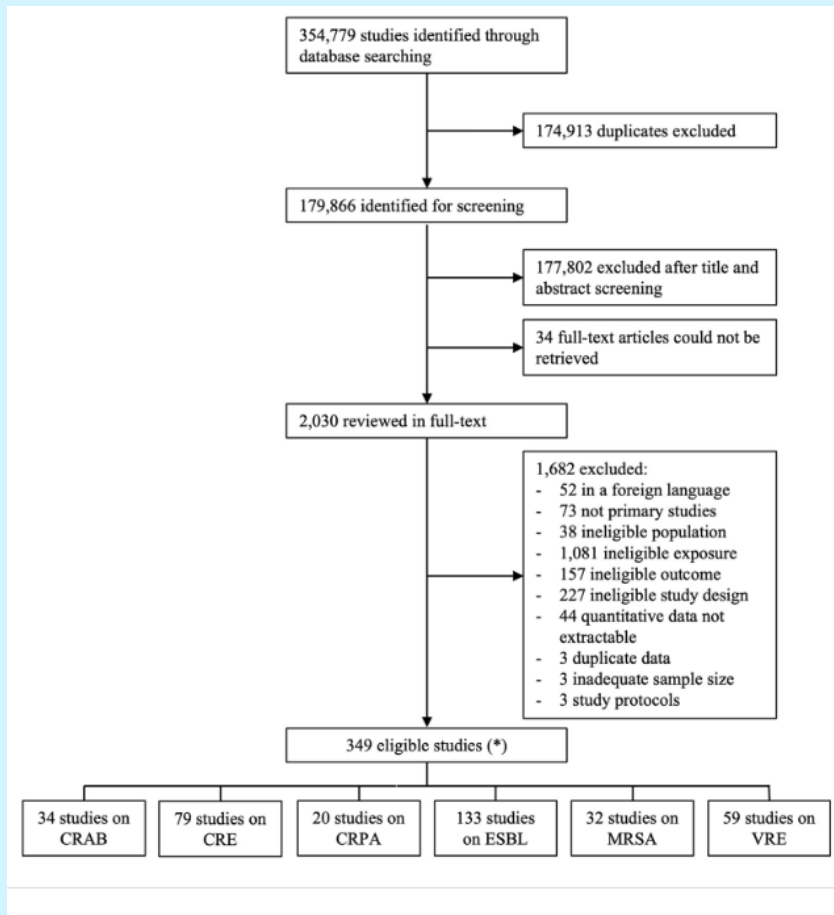 354,779 studies identified through
database searching
174,913 duplicates excluded
179,866 identified for screening
177,802 excluded after title and
abstract screening
34 full-text articles could not be
retrieved
2,030 reviewed in full-text
1,682 excluded:
- 52 in a foreign language
- 73 not primary studies
- 38 ineligible population
- 1,081 ineligible exposure
- 157 ineligible outcome
- 227 ineligible study design
- 44 quantitative data not
extractable
- 3 duplicate data
- 3 inadequate sample size
- 3 study protocols
349 eligible studies (*)
34 studies on
CRAB
79 studies on
CRE
20 studies on
CRPA
133 studies
on ESBL
32 studies on
MRSA
59 studies on
VRE